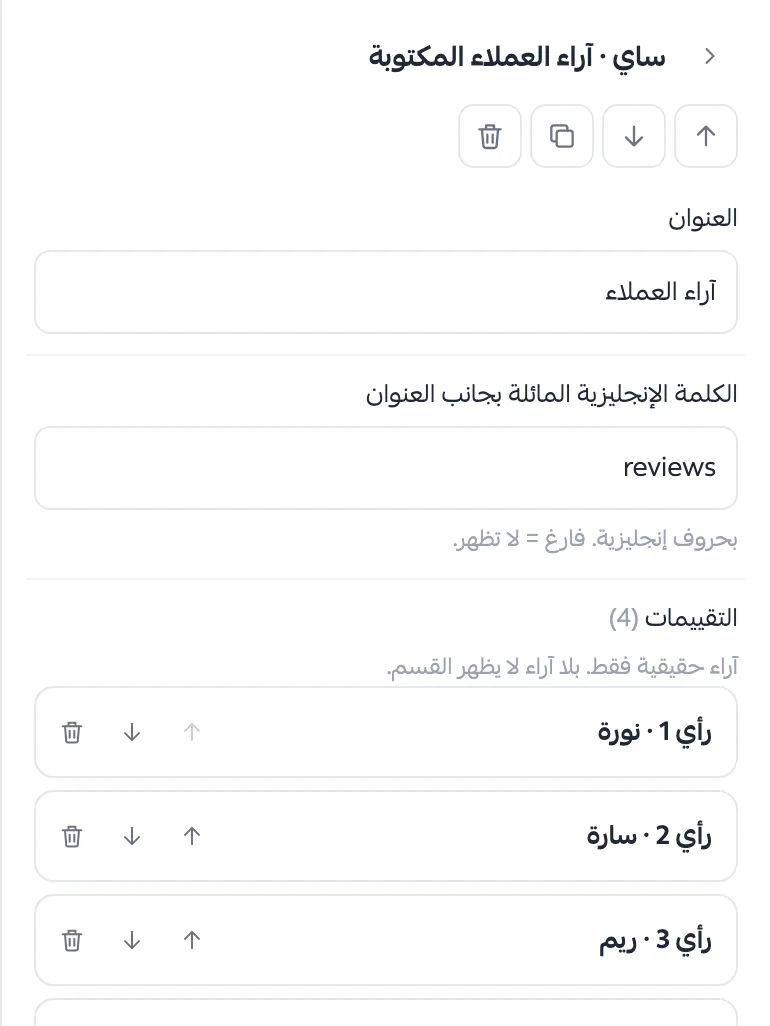 ساي · آراء العملاء المكتوبة
العنوان
آراء العملاء
الكلمة الإنجليزية المائلة بجانب العنوان
reviews
بحروف إنجليزية. فارغ = لا تظهر.
التقييمات (4)
آراء حقيقية فقط. بلا آراء لا يظهر القسم.
رأي 1 · نورة
رأي 2 · سارة
رأي 3 · ريم